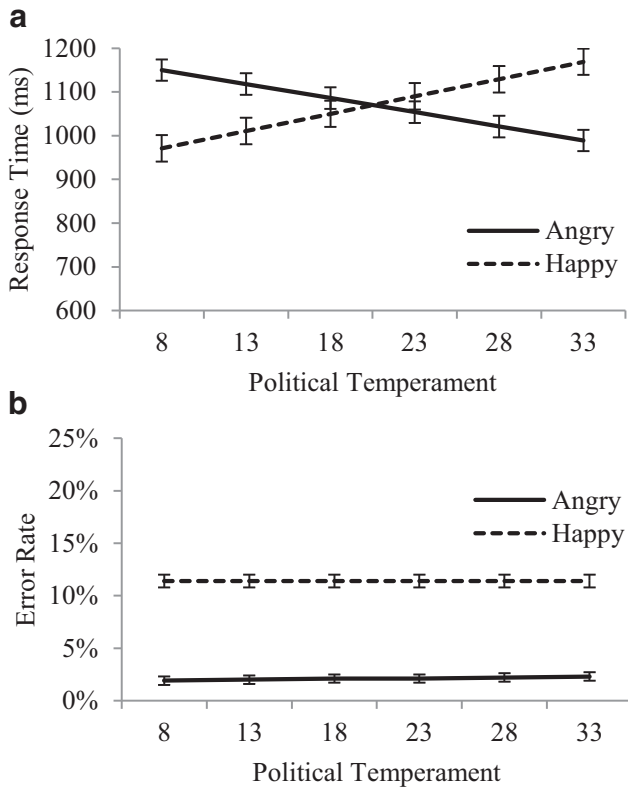 a
1200
1100
1000
900
800
700
600
Response Time (ms)
Angry
Happy
8 13 18 23 28 33
Political Temperament
b
25%
20%
15%
10%
5%
0%
Error Rate
Angry
Happy
8 13 18 23 28 33
Political Temperament